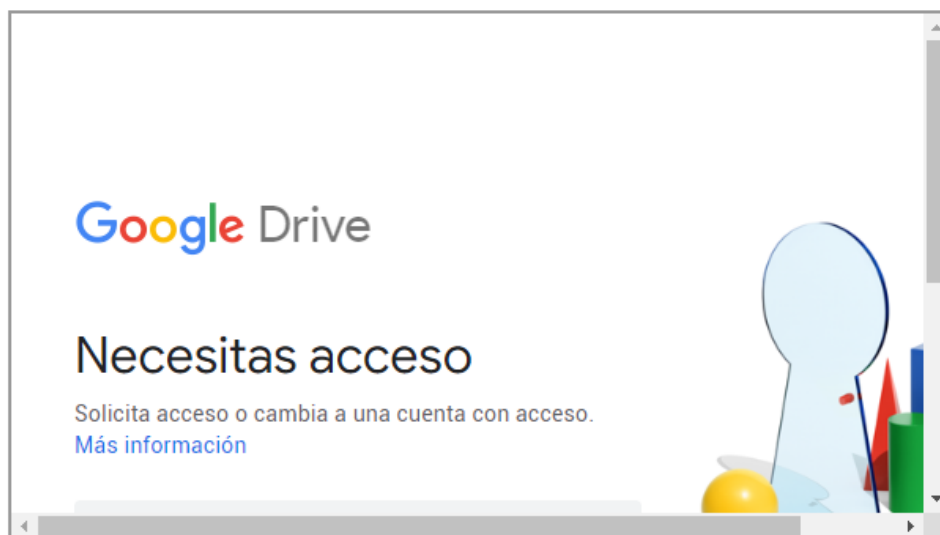 Google Drive
Necesitas acceso
Solicita acceso o cambia a una cuenta con acceso.
Más información